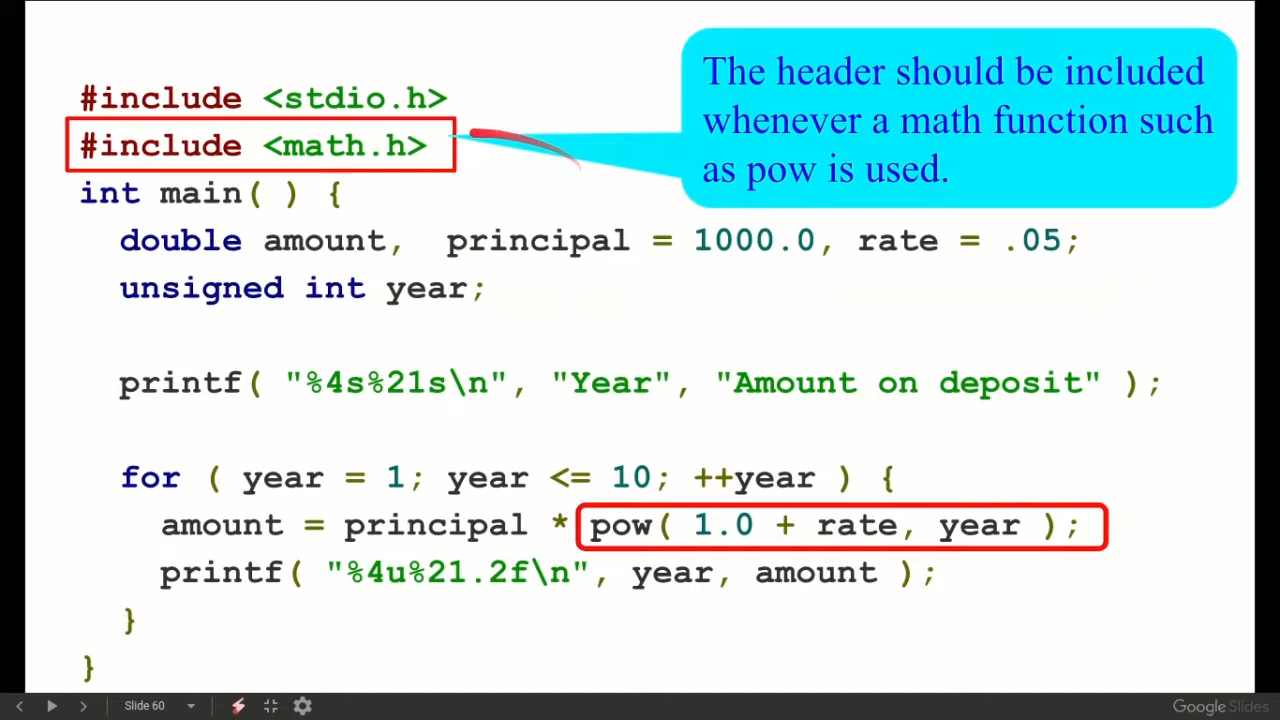 #include <stdio.h>
#include <math.h>
int main( ) {
double amount, principal = 1000.0, rate = .05;
unsigned int year;
printf( "%4s%21s\n", "Year", "Amount on deposit" );
for ( year = 1; year <= 10; ++year ) {
amount = principal * pow( 1.0 + rate, year );
printf( "%4u%21.2f\n", year, amount );
}
}
The header should be included
whenever a math function such
as pow is used.
Slide 60
Google Slides